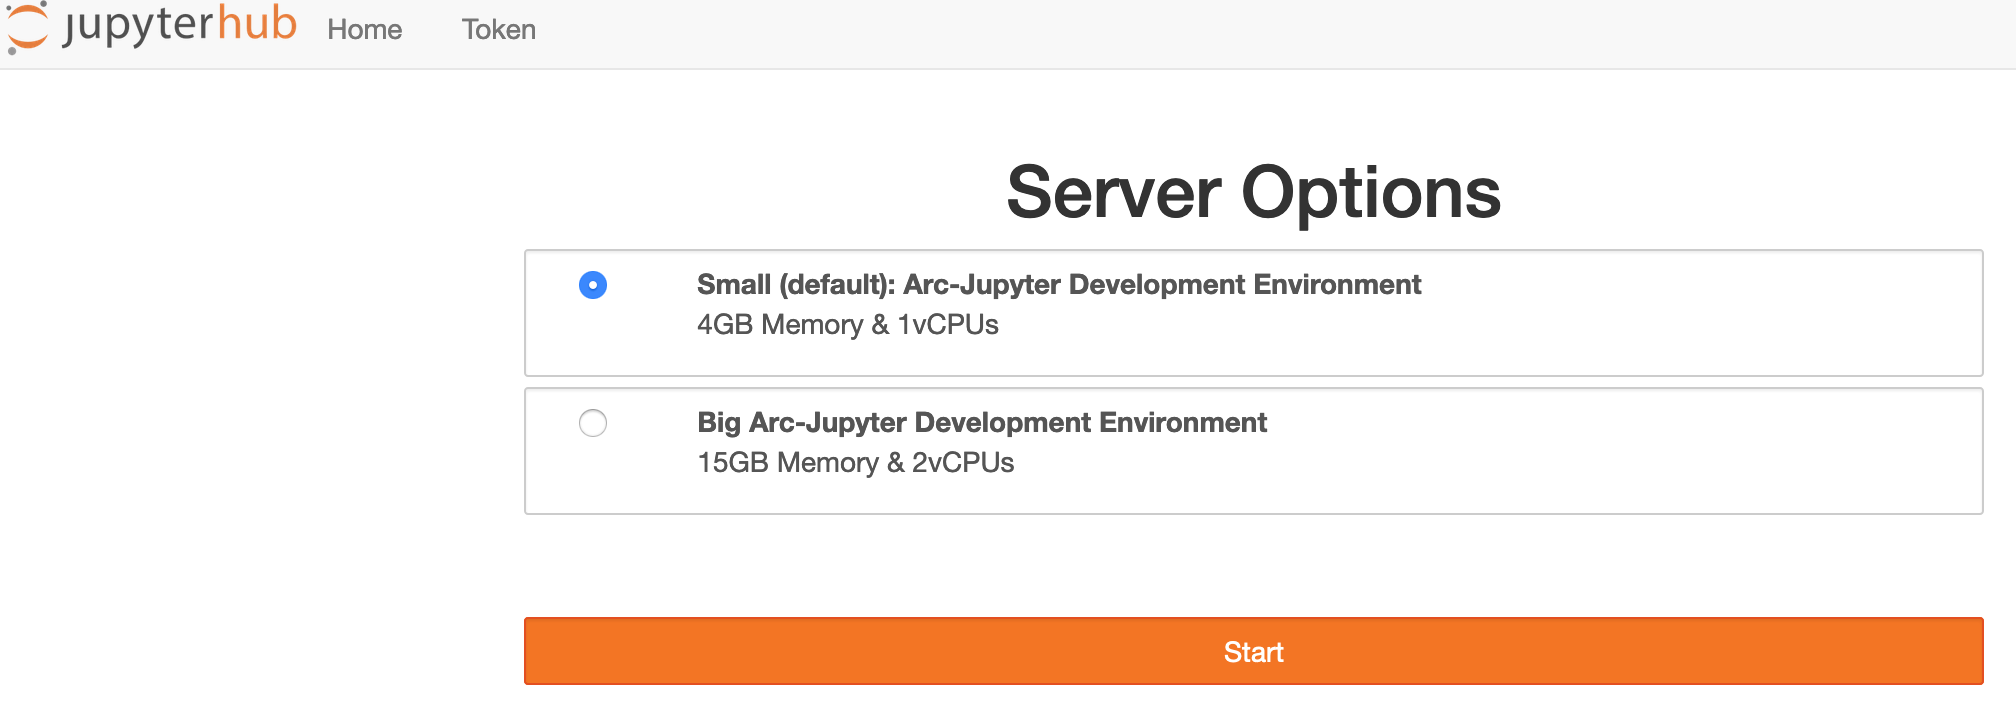 jupyterhub Home Token
Server Options
Small (default): Arc-Jupyter Development Environment
4GB Memory & 1vCPUs
Big Arc-Jupyter Development Environment
15GB Memory & 2vCPUs
Start